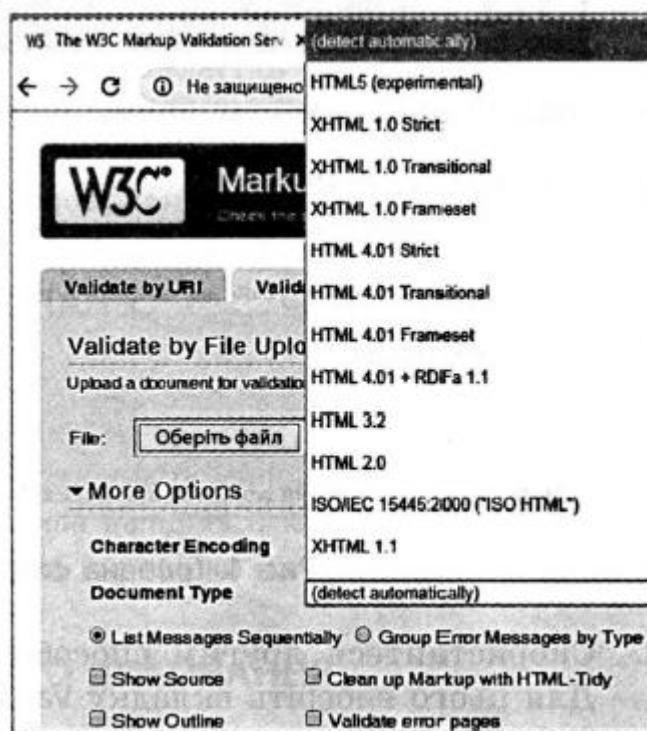 W3 The W3C Markup Validation Serv ×
← → C ⓘ Не защищено
(detect automatically)
HTML5 (experimental)
XHTML 1.0 Strict
XHTML 1.0 Transitional
XHTML 1.0 Frameset
HTML 4.01 Strict
HTML 4.01 Transitional
HTML 4.01 Frameset
HTML 4.01 + RDFa 1.1
HTML 3.2
HTML 2.0
ISO/IEC 15445:2000 ("ISO HTML")
XHTML 1.1
(detect automatically)
W3C® Marku
Check the
Validate by URI Valida
Validate by File Uplo
Upload a document for validatio
File: Оберіть файл
More Options
Character Encoding
Document Type
List Messages Sequentially Group Error Messages by Type
Show Source Clean up Markup with HTML-Tidy
Show Outline Validate error pages